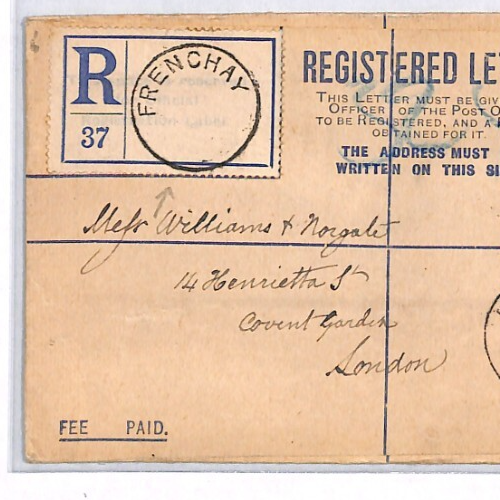 R
37
FRENCHAY
REGISTERED LE
THIS LETTER MUST BE GIV
OFFICER OF THE POST O
TO BE REGISTERED, AND A
OBTAINED FOR IT.
THE ADDRESS MUST
WRITTEN ON THIS SI
Messrs Williams & Norgate
14 Henrietta St
Covent Garden
London
FEE PAID.